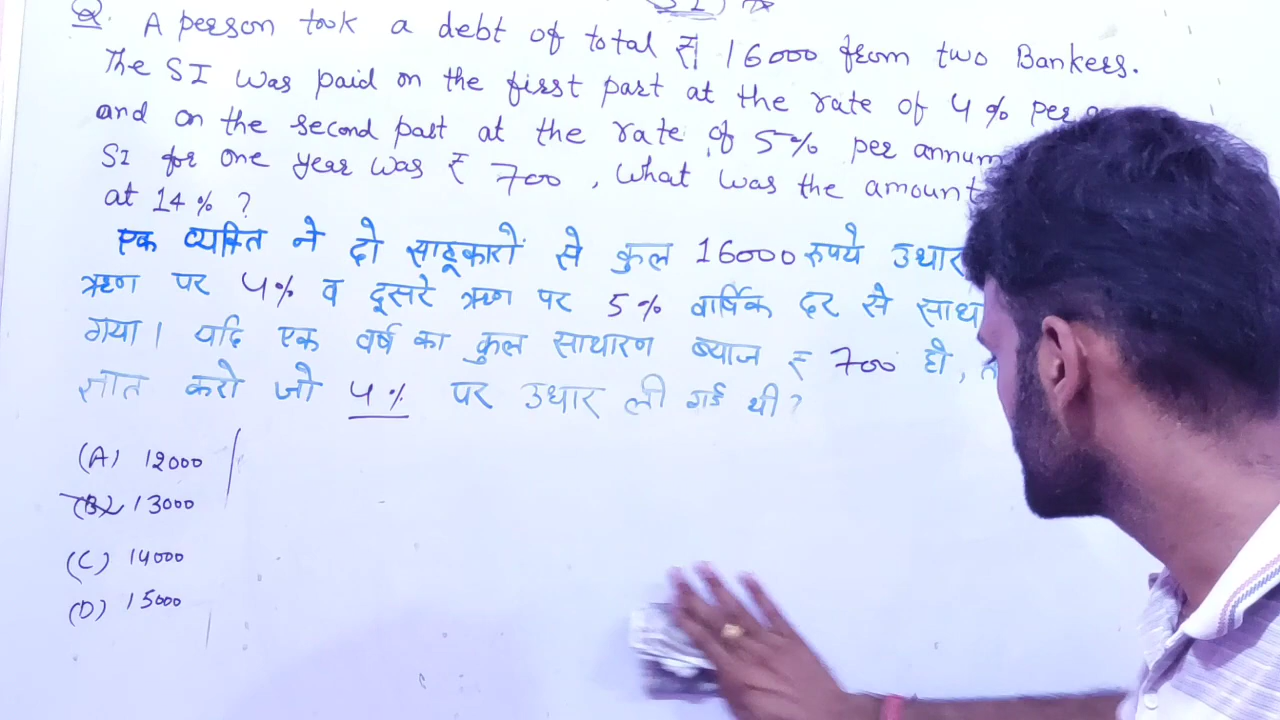 Q. A person took a debt of total ₹ 16000 from two Bankers.
The SI was paid on the first part at the rate of 4% per
and on the second part at the rate of 5% per annum
SI for one year was ₹ 700, What was the amount
at 14% ?
एक व्यक्ति ने दो साहूकारों से कुल 16000 रुपये उधार
ऋण पर 4% व दूसरे ऋण पर 5% वार्षिक दर से साधा
गया। यदि एक वर्ष का कुल साधारण ब्याज ₹ 700 हो,
ज्ञात करो जो 4% पर उधार ली गई थी?
(A) 12000
(B) 13000
(C) 14000
(D) 15000